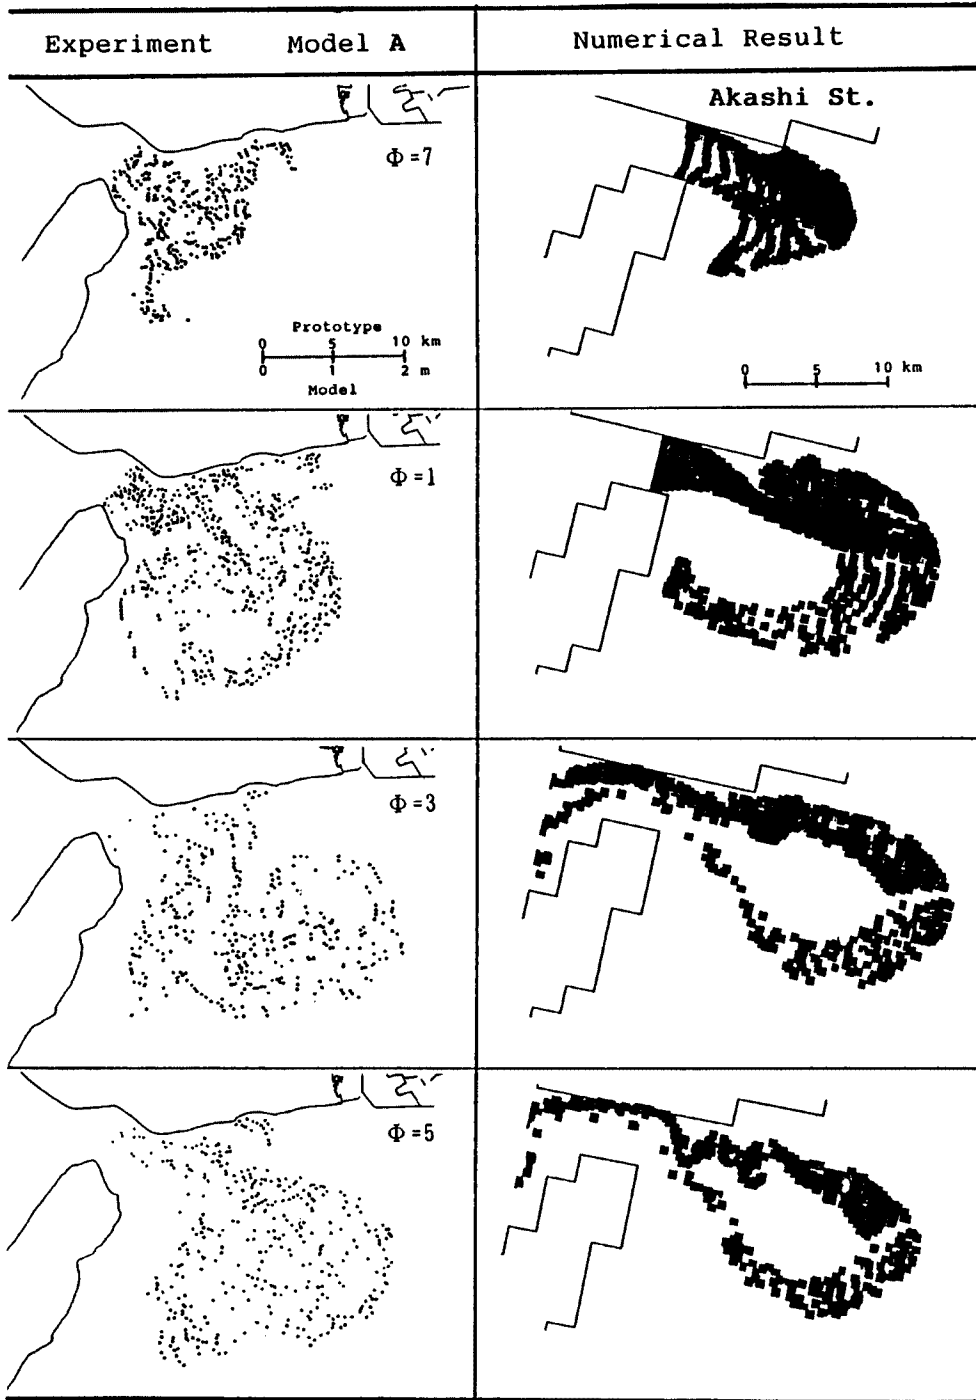 Experiment Model A
Numerical Result
Akashi St.
Φ=7
Prototype
0 5 10 km
0 1 2 m
Model
0 5 10 km
Φ=1
Φ=3
Φ=5